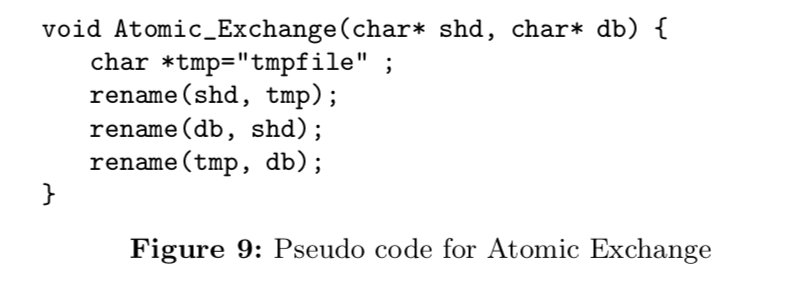 void Atomic_Exchange(char* shd, char* db) {
char *tmp="tmpfile" ;
rename(shd, tmp);
rename(db, shd);
rename(tmp, db);
}
Figure 9: Pseudo code for Atomic Exchange